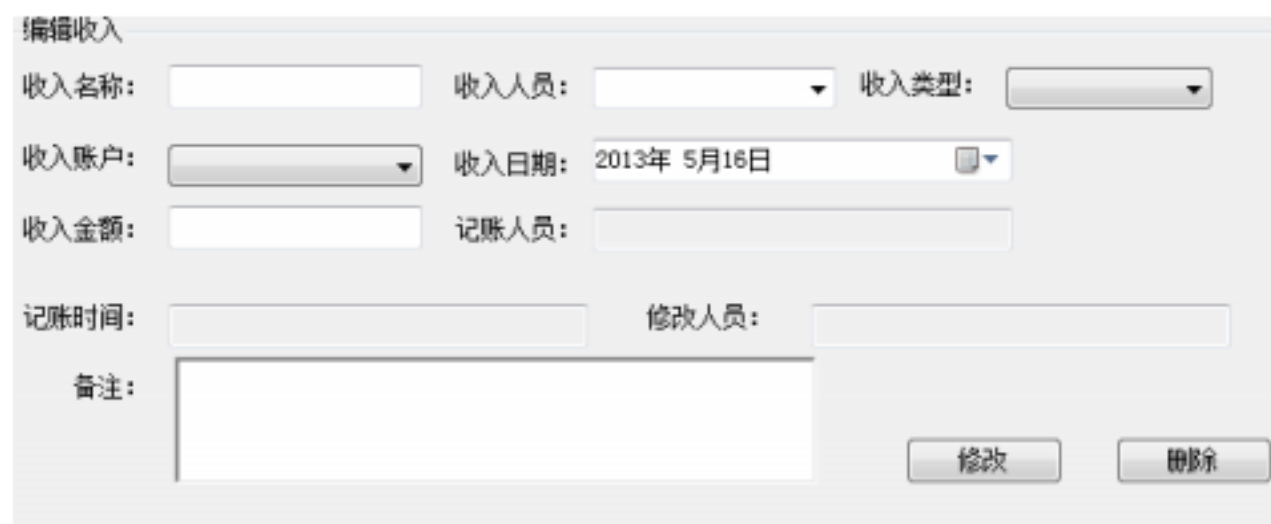 编辑收入
收入名称： 收入人员： 收入类型：
收入账户： 收入日期： 2013年 5月16日
收入金额： 记账人员：
记账时间： 修改人员：
备注：
修改 删除